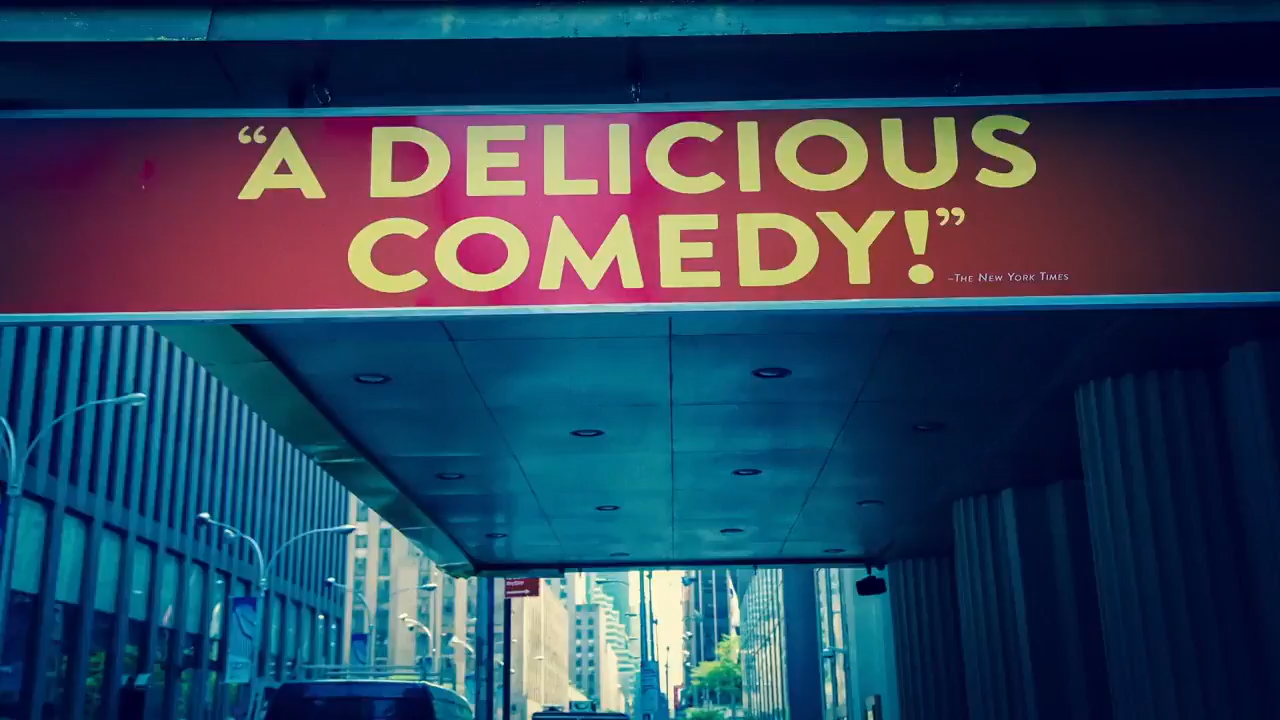 “A DELICIOUS
COMEDY!”
–THE NEW YORK TIMES